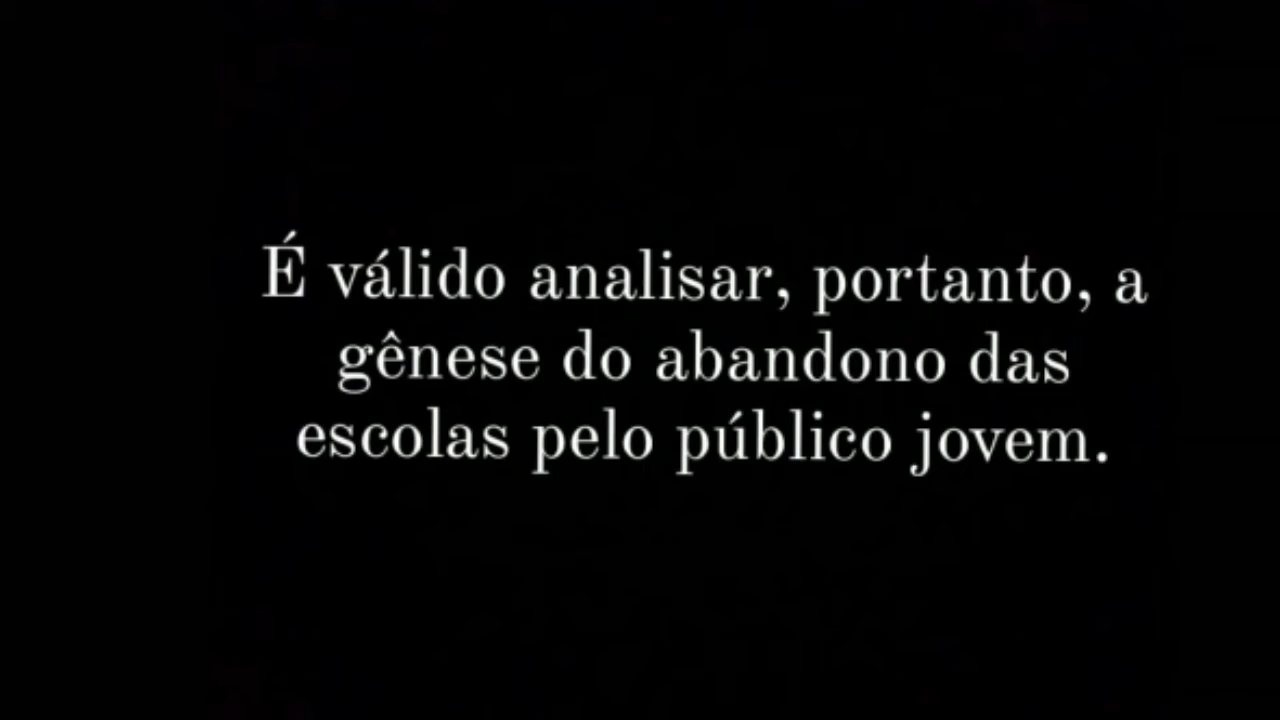 É válido analisar, portanto, a
gênese do abandono das
escolas pelo público jovem.